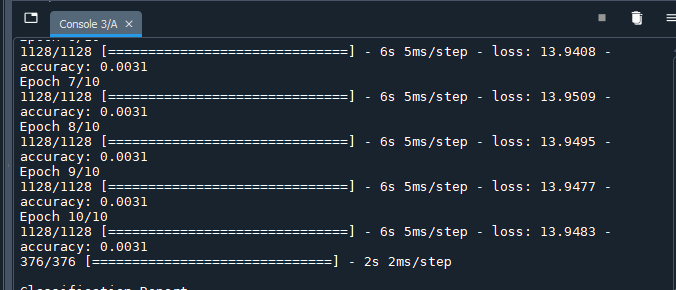 Console 3/A
1128/1128 [==============================] - 6s 5ms/step - loss: 13.9408 -
accuracy: 0.0031
Epoch 7/10
1128/1128 [==============================] - 6s 5ms/step - loss: 13.9509 -
accuracy: 0.0031
Epoch 8/10
1128/1128 [==============================] - 6s 5ms/step - loss: 13.9495 -
accuracy: 0.0031
Epoch 9/10
1128/1128 [==============================] - 6s 5ms/step - loss: 13.9477 -
accuracy: 0.0031
Epoch 10/10
1128/1128 [==============================] - 6s 5ms/step - loss: 13.9483 -
accuracy: 0.0031
376/376 [==============================] - 2s 2ms/step
Classification Report